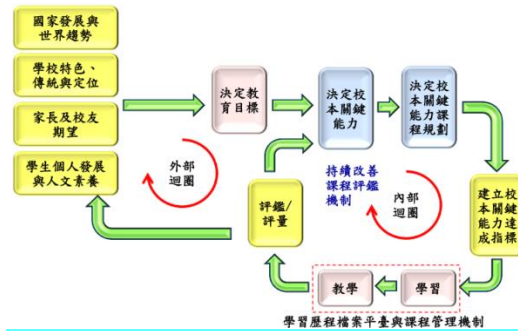 國家發展與
世界趨勢
學校特色、
傳統與定位
家長及校友
期望
學生個人發展
與人文素養
決定教
育目標
決定校
本關鍵
能力
決定校
本關鍵
能力課
程規劃
外部
迴圈
持續改善
課程評鑑
機制
內部
迴圈
評鑑/
評量
建立校
本關鍵
能力達
成指標
教學
學習
學習歷程檔案平臺與課程管理機制